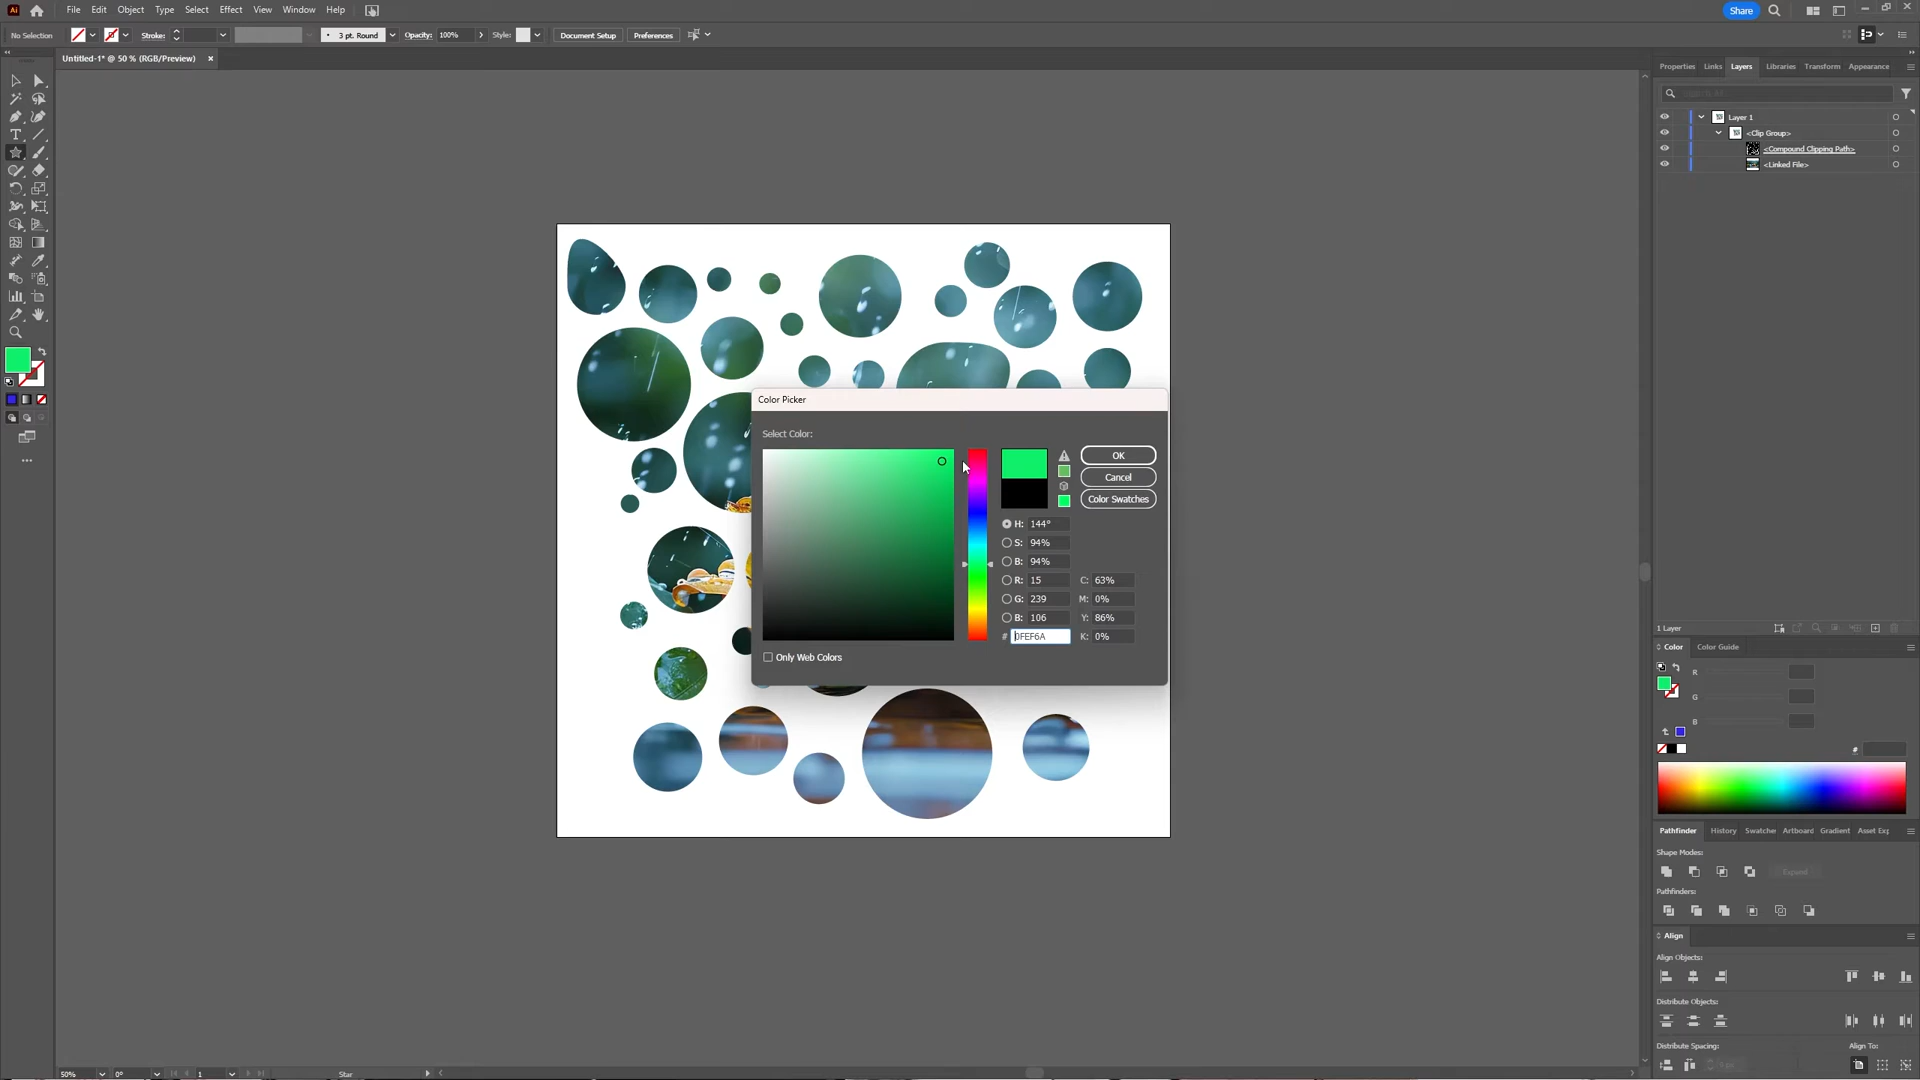 File Edit Object Type Select Effect View Window Help
Share
No Selection
Stroke:
3 pt. Round
Opacity: 100%
Style:
Document Setup
Preferences
Untitled-1* @ 50 % (RGB/Preview) ×
Properties Links Layers Libraries Transform Appearance
Layer 1
<Clip Group>
<Compound Clipping Path>
<Linked File>
Color Picker
Select Color:
OK
Cancel
Color Swatches
H: 144°
S: 94%
B: 94%
R: 15 C: 63%
G: 239 M: 0%
B: 106 Y: 86%
# 0FEF6A K: 0%
Only Web Colors
1 Layer
Color Color Guide
R
G
B
#
Pathfinder History Swatche Artboard Gradient Asset Exp
Shape Modes:
Expand
Pathfinders:
Align
Align Objects:
Distribute Objects:
Distribute Spacing: Align To:
50% 0° 1 Star